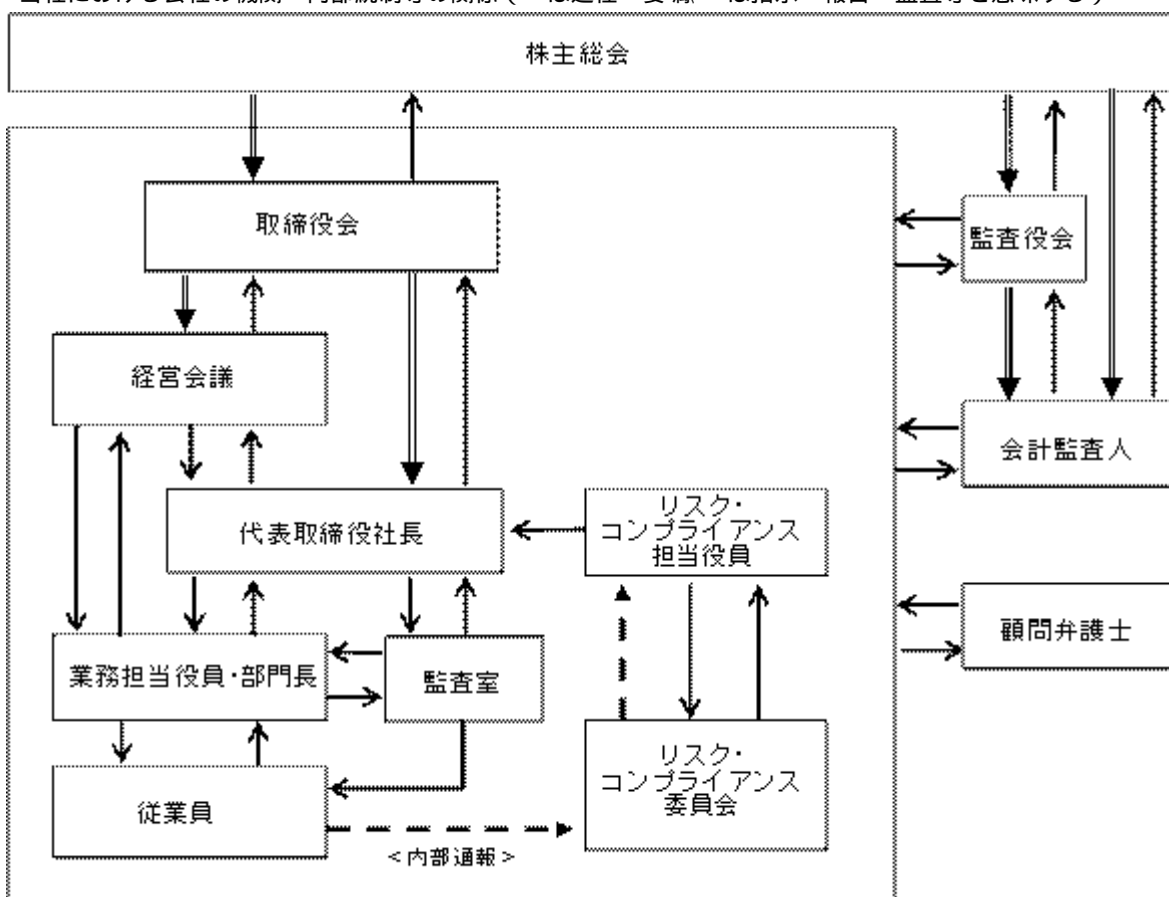 株主総会
取締役会
監査役会
経営会議
会計監査人
代表取締役社長
リスク・
コンプライアンス
担当役員
顧問弁護士
業務担当役員・部門長
監査室
リスク・
コンプライアンス
委員会
従業員
<内部通報>